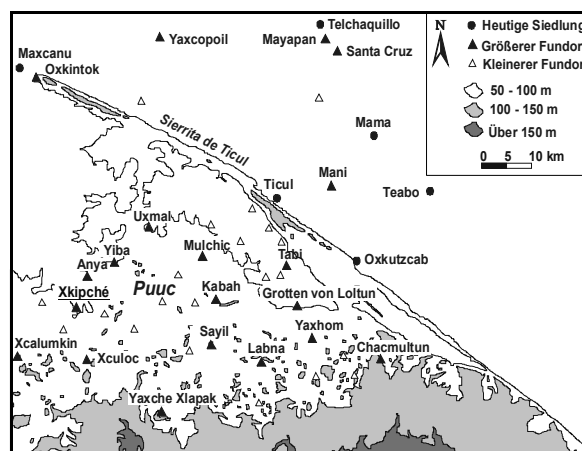 Telchaquillo
Maxcanu
Yaxcopoil
Mayapan
Santa Cruz
Oxkintok
N
Heutige Siedlung
Größerer Fundort
Kleinerer Fundort
50 - 100 m
100 - 150 m
Über 150 m
0 5 10 km
Sierrita de Ticul
Mama
Mani
Ticul
Teabo
Uxmal
Mulchic
Tabi
Oxkutzcab
Yiba
Anya
Puuc
Xkipché
Kabah
Grotten von Loltun
Sayil
Yaxhom
Xcalumkin
Xculoc
Labna
Chacmultun
Yaxche Xlapak